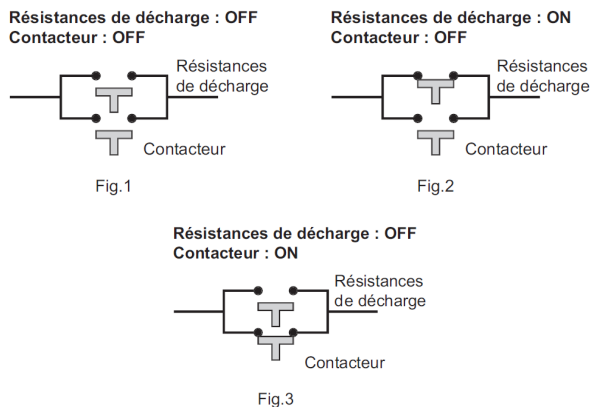 Résistances de décharge : OFF
Contacteur : OFF
Résistances
de décharge
Contacteur
Fig.1
Résistances de décharge : ON
Contacteur : OFF
Résistances
de décharge
Contacteur
Fig.2
Résistances de décharge : OFF
Contacteur : ON
Résistances
de décharge
Contacteur
Fig.3